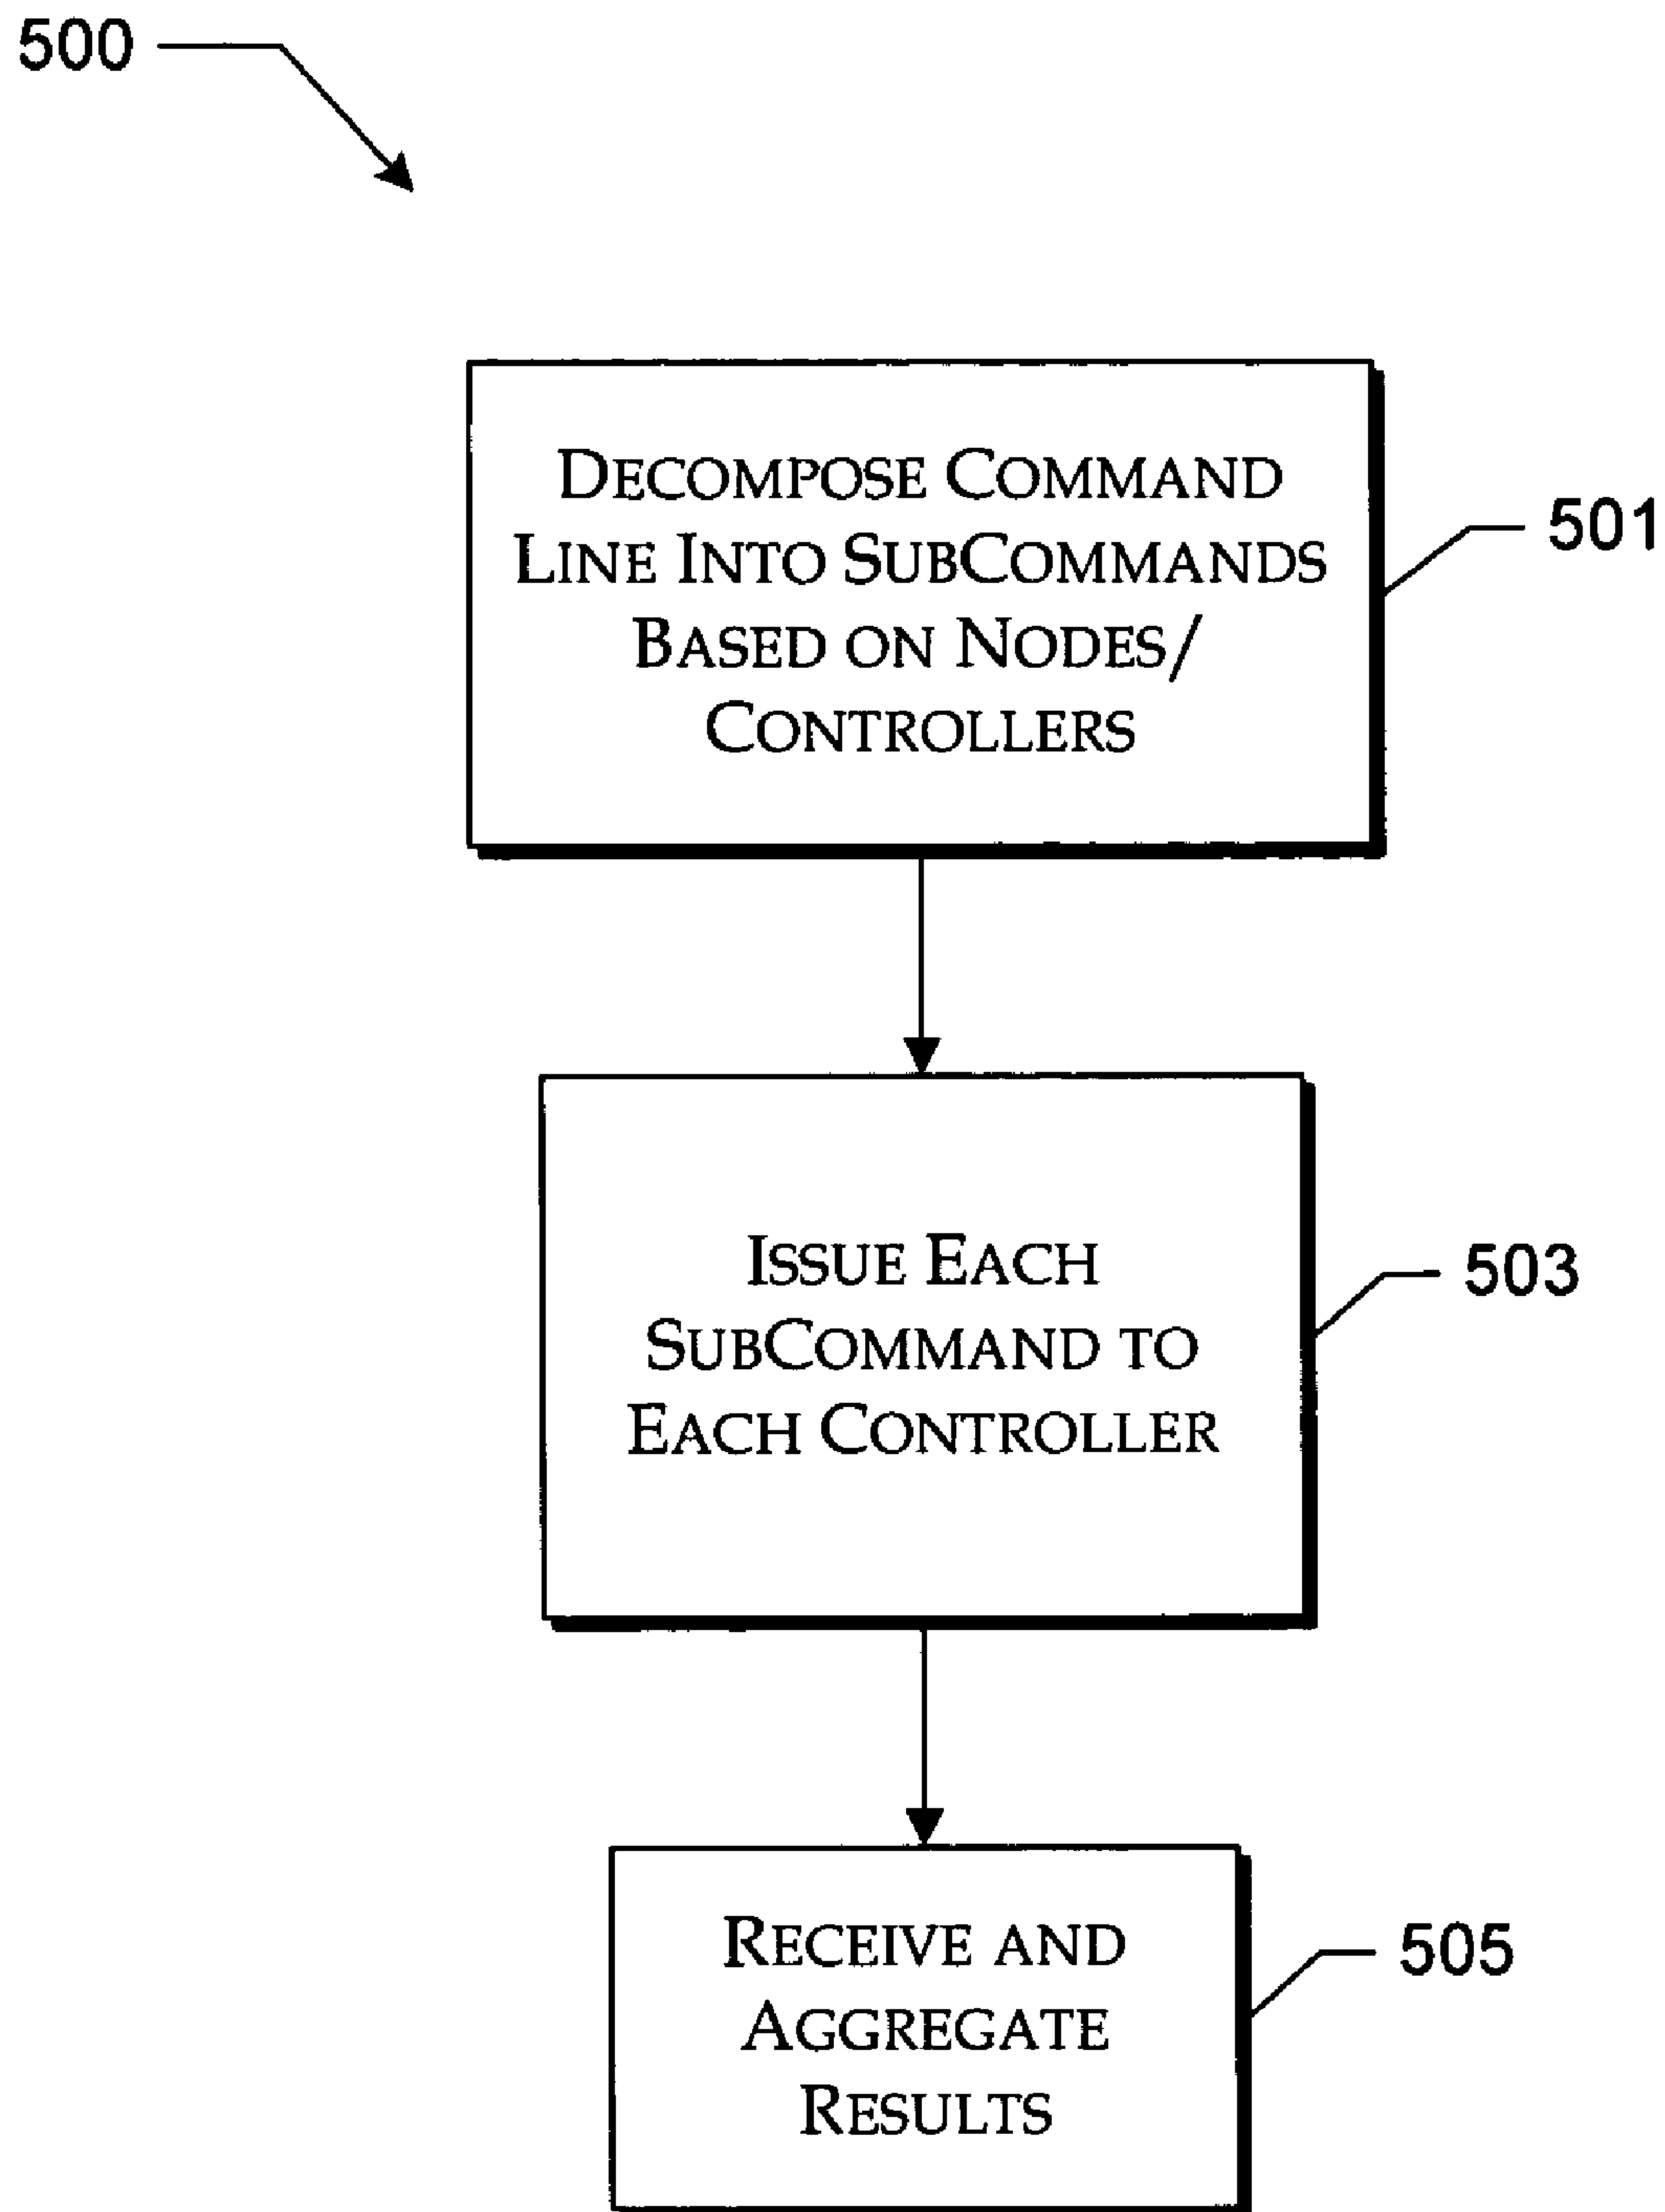 500
DECOMPOSE COMMAND
LINE INTO SUBCOMMANDS
BASED ON NODES/
CONTROLLERS
501
ISSUE EACH
SUBCOMMAND TO
EACH CONTROLLER
503
RECEIVE AND
AGGREGATE
RESULTS
505